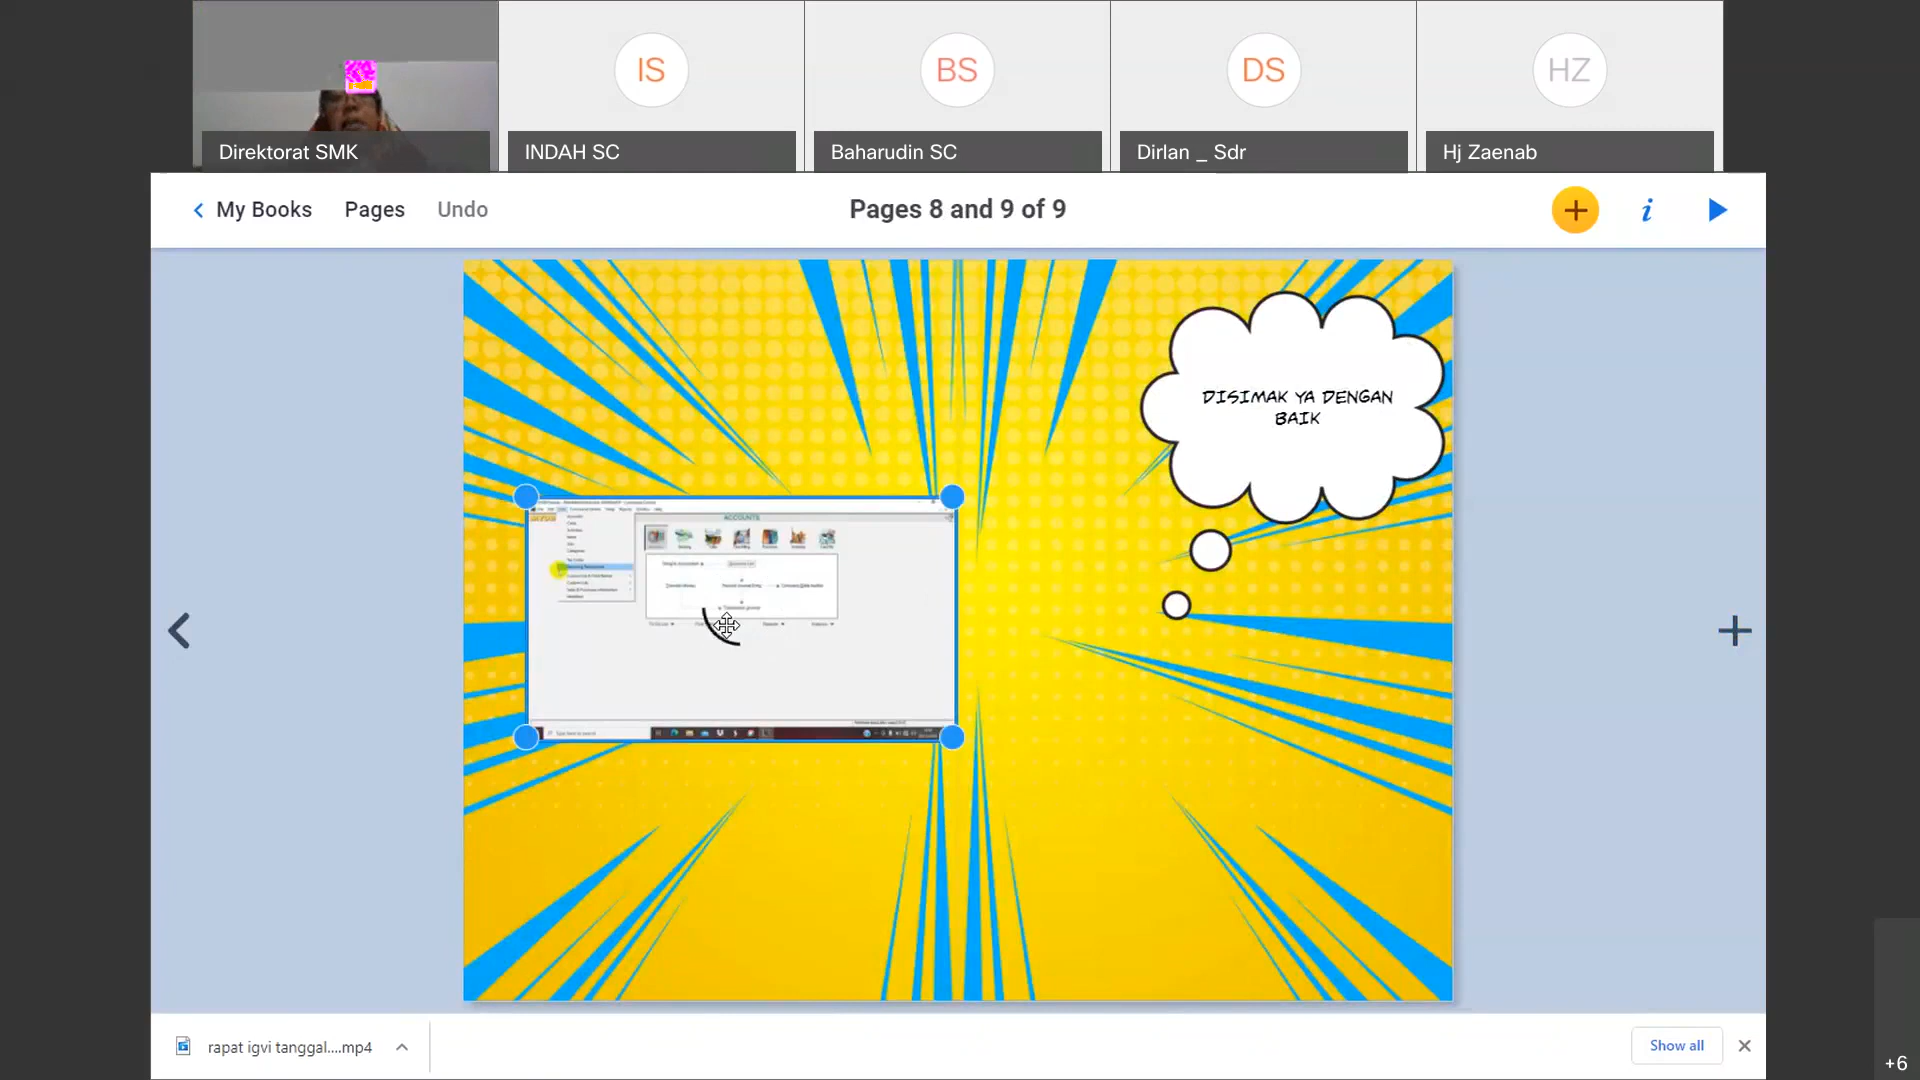 IS
BS
DS
HZ
Direktorat SMK
INDAH SC
Baharudin SC
Dirlan _ Sdr
Hj Zaenab
My Books
Pages
Undo
Pages 8 and 9 of 9
DISIMAK YA DENGAN
BAIK
ACCOUNTS
rapat igvi tanggal....mp4
Show all
+6